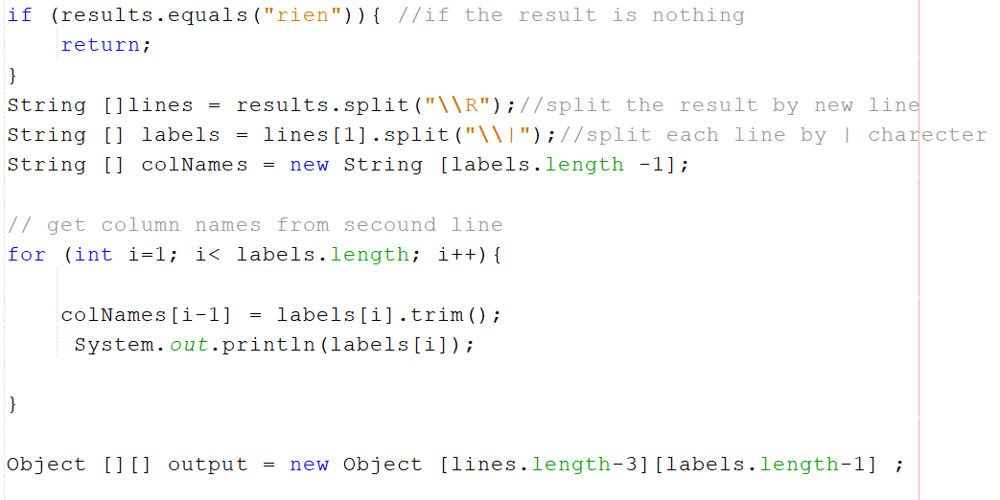 if (results.equals("rien")){ //if the result is nothing
    return;
}
String []lines = results.split("\\R");//split the result by new line
String [] labels = lines[1].split("\\|");//split each line by | charecter
String [] colNames = new String [labels.length -1];
// get column names from secound line
for (int i=1; i< labels.length; i++){
    colNames[i-1] = labels[i].trim();
     System.out.println(labels[i]);
}
Object [][] output = new Object [lines.length-3][labels.length-1] ;